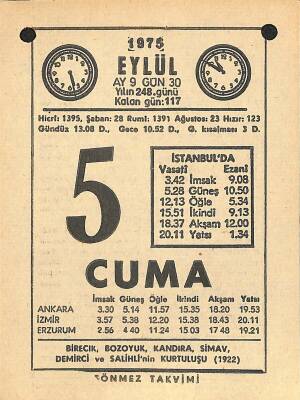 1975
EYLÜL
AY 9 GÜN 30
Yılın 248. günü
Kalan gün: 117
Hicrî: 1395, Şaban: 28 Rumî: 1391 Ağustos: 23 Hızır: 123
Gündüz 13.08 D., Gece 10.52 D., G. kısalması 3 D.
5
İSTANBUL'DA
Vasatî Ezanî
3.42 İmsak 9.08
5.28 Güneş 10.50
12.13 Öğle 5.34
15.51 İkindi 9.13
18.37 Akşam 12.00
20.11 Yatsı 1.34
CUMA
İmsak Güneş Öğle İkindi Akşam Yatsı
ANKARA 3.30 5.14 11.57 15.35 18.20 19.53
İZMİR 3.57 5.38 12.20 15.38 18.43 20.11
ERZURUM 2.56 4.40 11.24 15.03 17.48 19.21
BİRECİK, BOZOYUK, KANDIRA, SİMAV,
DEMİRCİ ve SALİHLİ'nin KURTULUŞU (1922)
SÖNMEZ TAKVİMİ